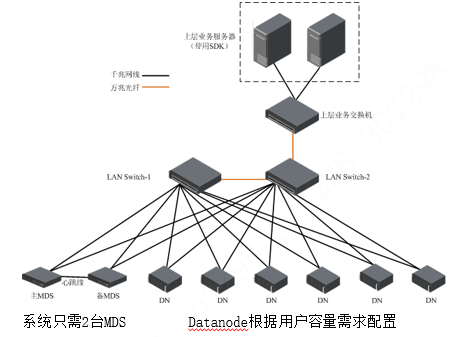 上层业务服务器
（停用SDK）
千兆网线
万兆光纤
上层业务交换机
LAN Switch-1
LAN Switch-2
心跳线
主MDS
备MDS
DN
DN
DN
DN
DN
DN
系统只需2台MDS
Datanode根据用户容量需求配置